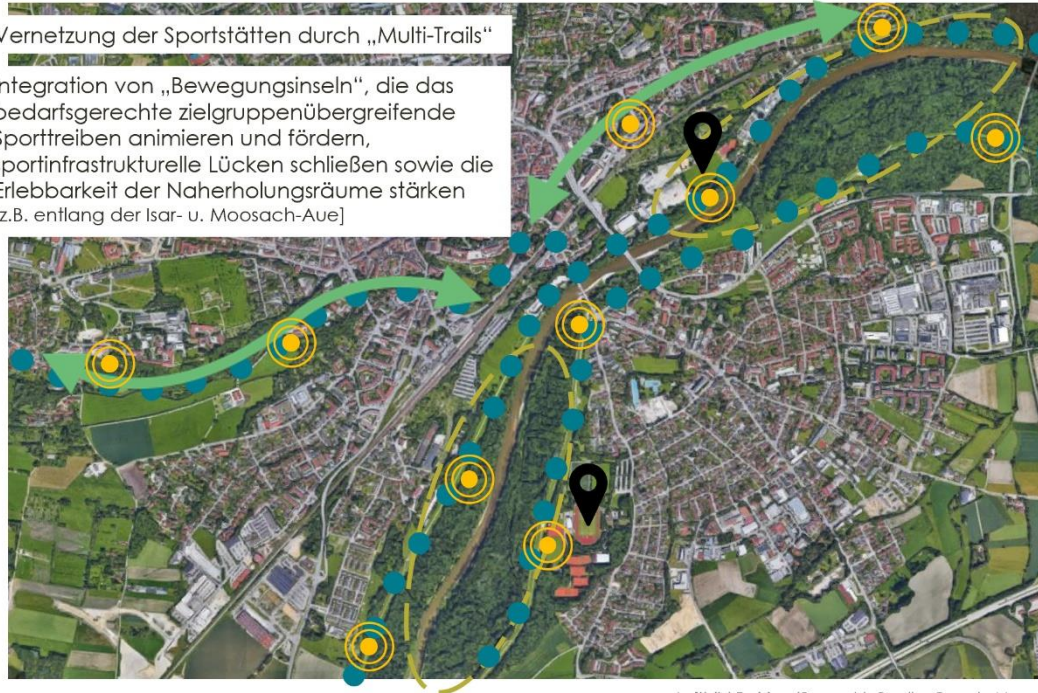 Vernetzung der Sportstätten durch „Multi-Trails“
ntegration von „Bewegungsinseln“, die das
bedarfsgerechte zielgruppenübergreifende
Sporttreiben animieren und fördern,
sportinfrastrukturelle Lücken schließen sowie die
Erlebbarkeit der Naherholungsräume stärken
z.B. entlang der Isar- u. Moosach-Aue]